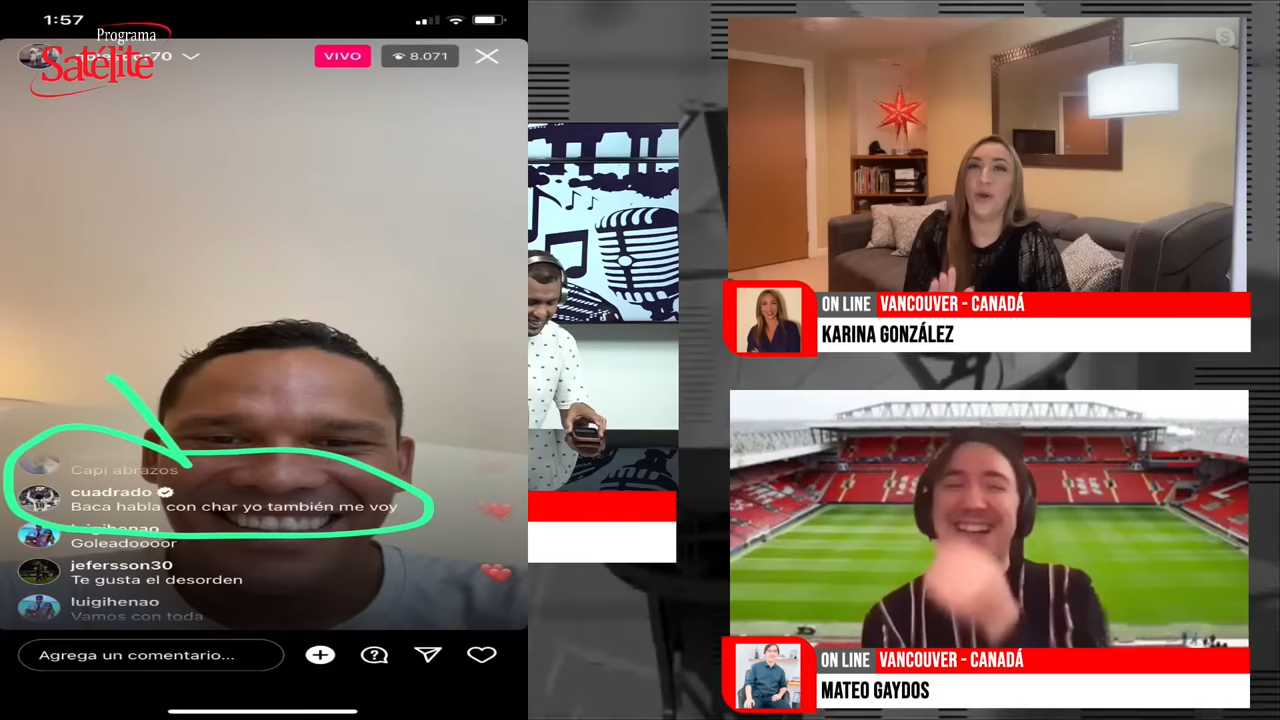 1:57
Programa
Satélite
VIVO
8.071
Capi abrazos
cuadrado
Baca habla con char yo también me voy
luigihenao
Goleadoooor
jefersson30
Te gusta el desorden
luigihenao
Vamos con toda
Agrega un comentario...
ON LINE VANCOUVER - CANADÁ
KARINA GONZÁLEZ
ON LINE VANCOUVER - CANADÁ
MATEO GAYDOS